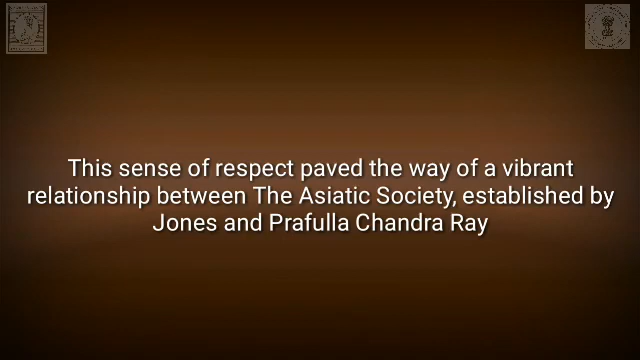 This sense of respect paved the way of a vibrant
relationship between The Asiatic Society, established by
Jones and Prafulla Chandra Ray